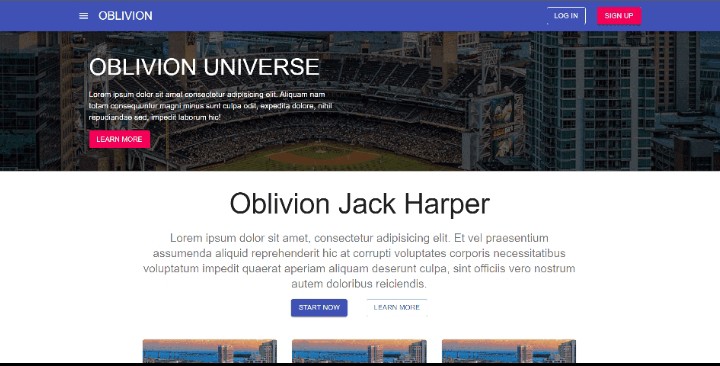 OBLIVION
LOG IN
SIGN UP
OBLIVION UNIVERSE
Lorem ipsum dolor sit amet consectetur adipisicing elit. Aliquam nam
totam consequuntur magni minus sunt culpa odit, expedita dolore, nihil
repudiandae sed, impedit laborum hic!
LEARN MORE
Oblivion Jack Harper
Lorem ipsum dolor sit amet, consectetur adipisicing elit. Et vel praesentium
assumenda aliquid reprehenderit hic at corrupti voluptates corporis necessitatibus
voluptatum impedit quaerat aperiam aliquam deserunt culpa, sint officiis vero nostrum
autem doloribus reiciendis.
START NOW
LEARN MORE